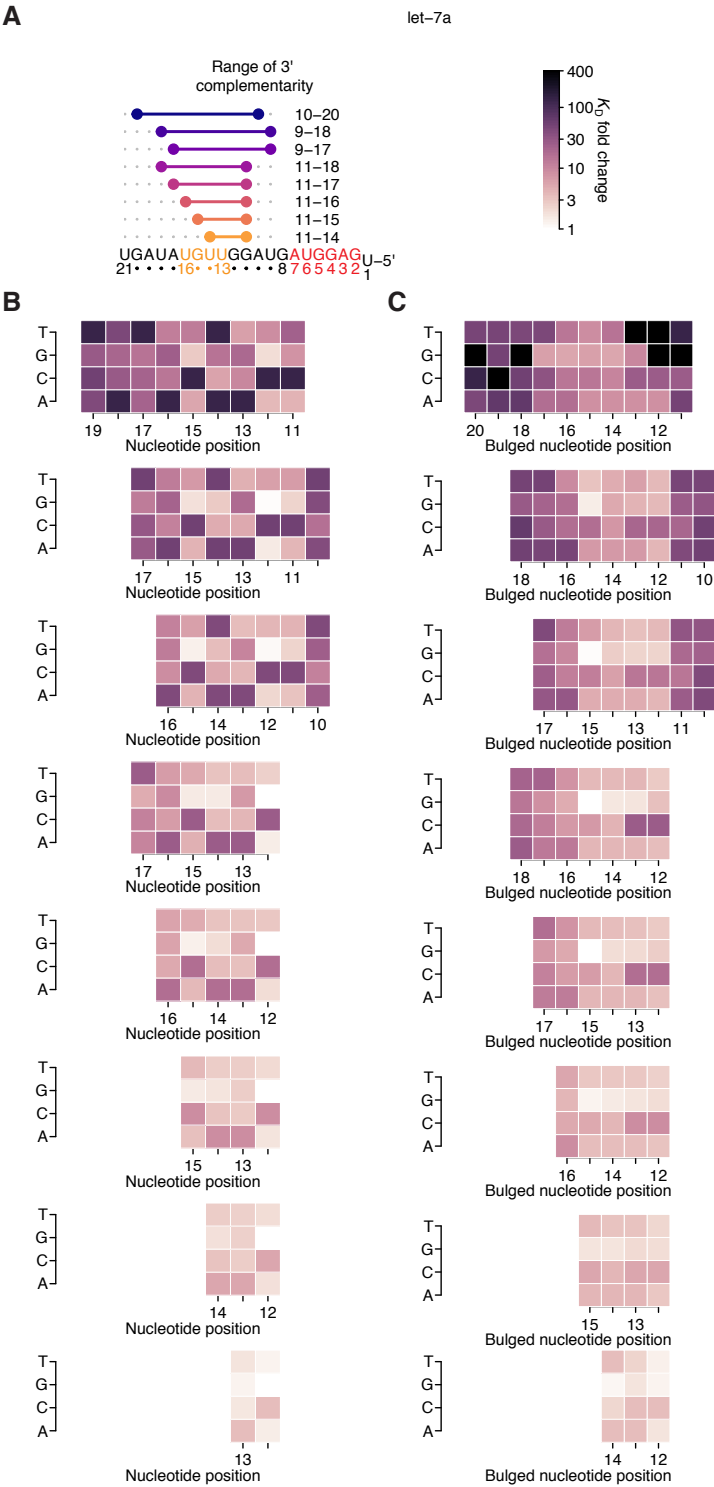 A
let−7a
Range of 3'
complementarity
10−20
9−18
9−17
11−18
11−17
11−16
11−15
11−14
UGAUAUGUUGGAUGAUGGAGU−5'
21 16 13 8 7 6 5 4 3 2 1
400
100
30
10
3
1
KD fold change
B
T
G
C
A
19 17 15 13 11
Nucleotide position
T
G
C
A
17 15 13 11
Nucleotide position
T
G
C
A
16 14 12 10
Nucleotide position
T
G
C
A
17 15 13
Nucleotide position
T
G
C
A
16 14 12
Nucleotide position
T
G
C
A
15 13
Nucleotide position
T
G
C
A
14 12
Nucleotide position
T
G
C
A
13
Nucleotide position
C
T
G
C
A
20 18 16 14 12
Bulged nucleotide position
T
G
C
A
18 16 14 12 10
Bulged nucleotide position
T
G
C
A
17 15 13 11
Bulged nucleotide position
T
G
C
A
18 16 14 12
Bulged nucleotide position
T
G
C
A
17 15 13
Bulged nucleotide position
T
G
C
A
16 14 12
Bulged nucleotide position
T
G
C
A
15 13
Bulged nucleotide position
T
G
C
A
14 12
Bulged nucleotide position